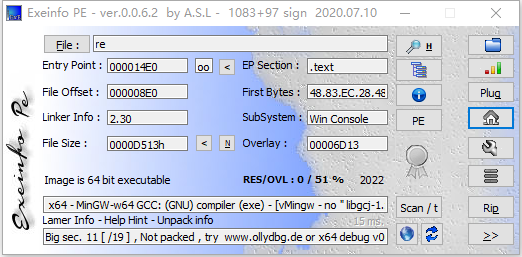 Exeinfo PE - ver.0.0.6.2 by A.S.L - 1083+97 sign 2020.07.10
File : re H
Entry Point : 000014E0 oo < EP Section : .text
File Offset : 000008E0 First Bytes : 48.83.EC.28.48 Plug
Linker Info : 2.30 SubSystem : Win Console PE
File Size : 0000D513h < N Overlay : 00006D13
Image is 64 bit executable RES/OVL : 0 / 51 % 2022
x64 - MinGW-w64 GCC: (GNU) compiler (exe) - [vMingw - no " libgcj-1. Scan / t Rip
Lamer Info - Help Hint - Unpack info 15 ms.
Big sec. 11 [ /19 ] , Not packed , try www.ollydbg.de or x64 debug v0 >>
Exeinfo Pe